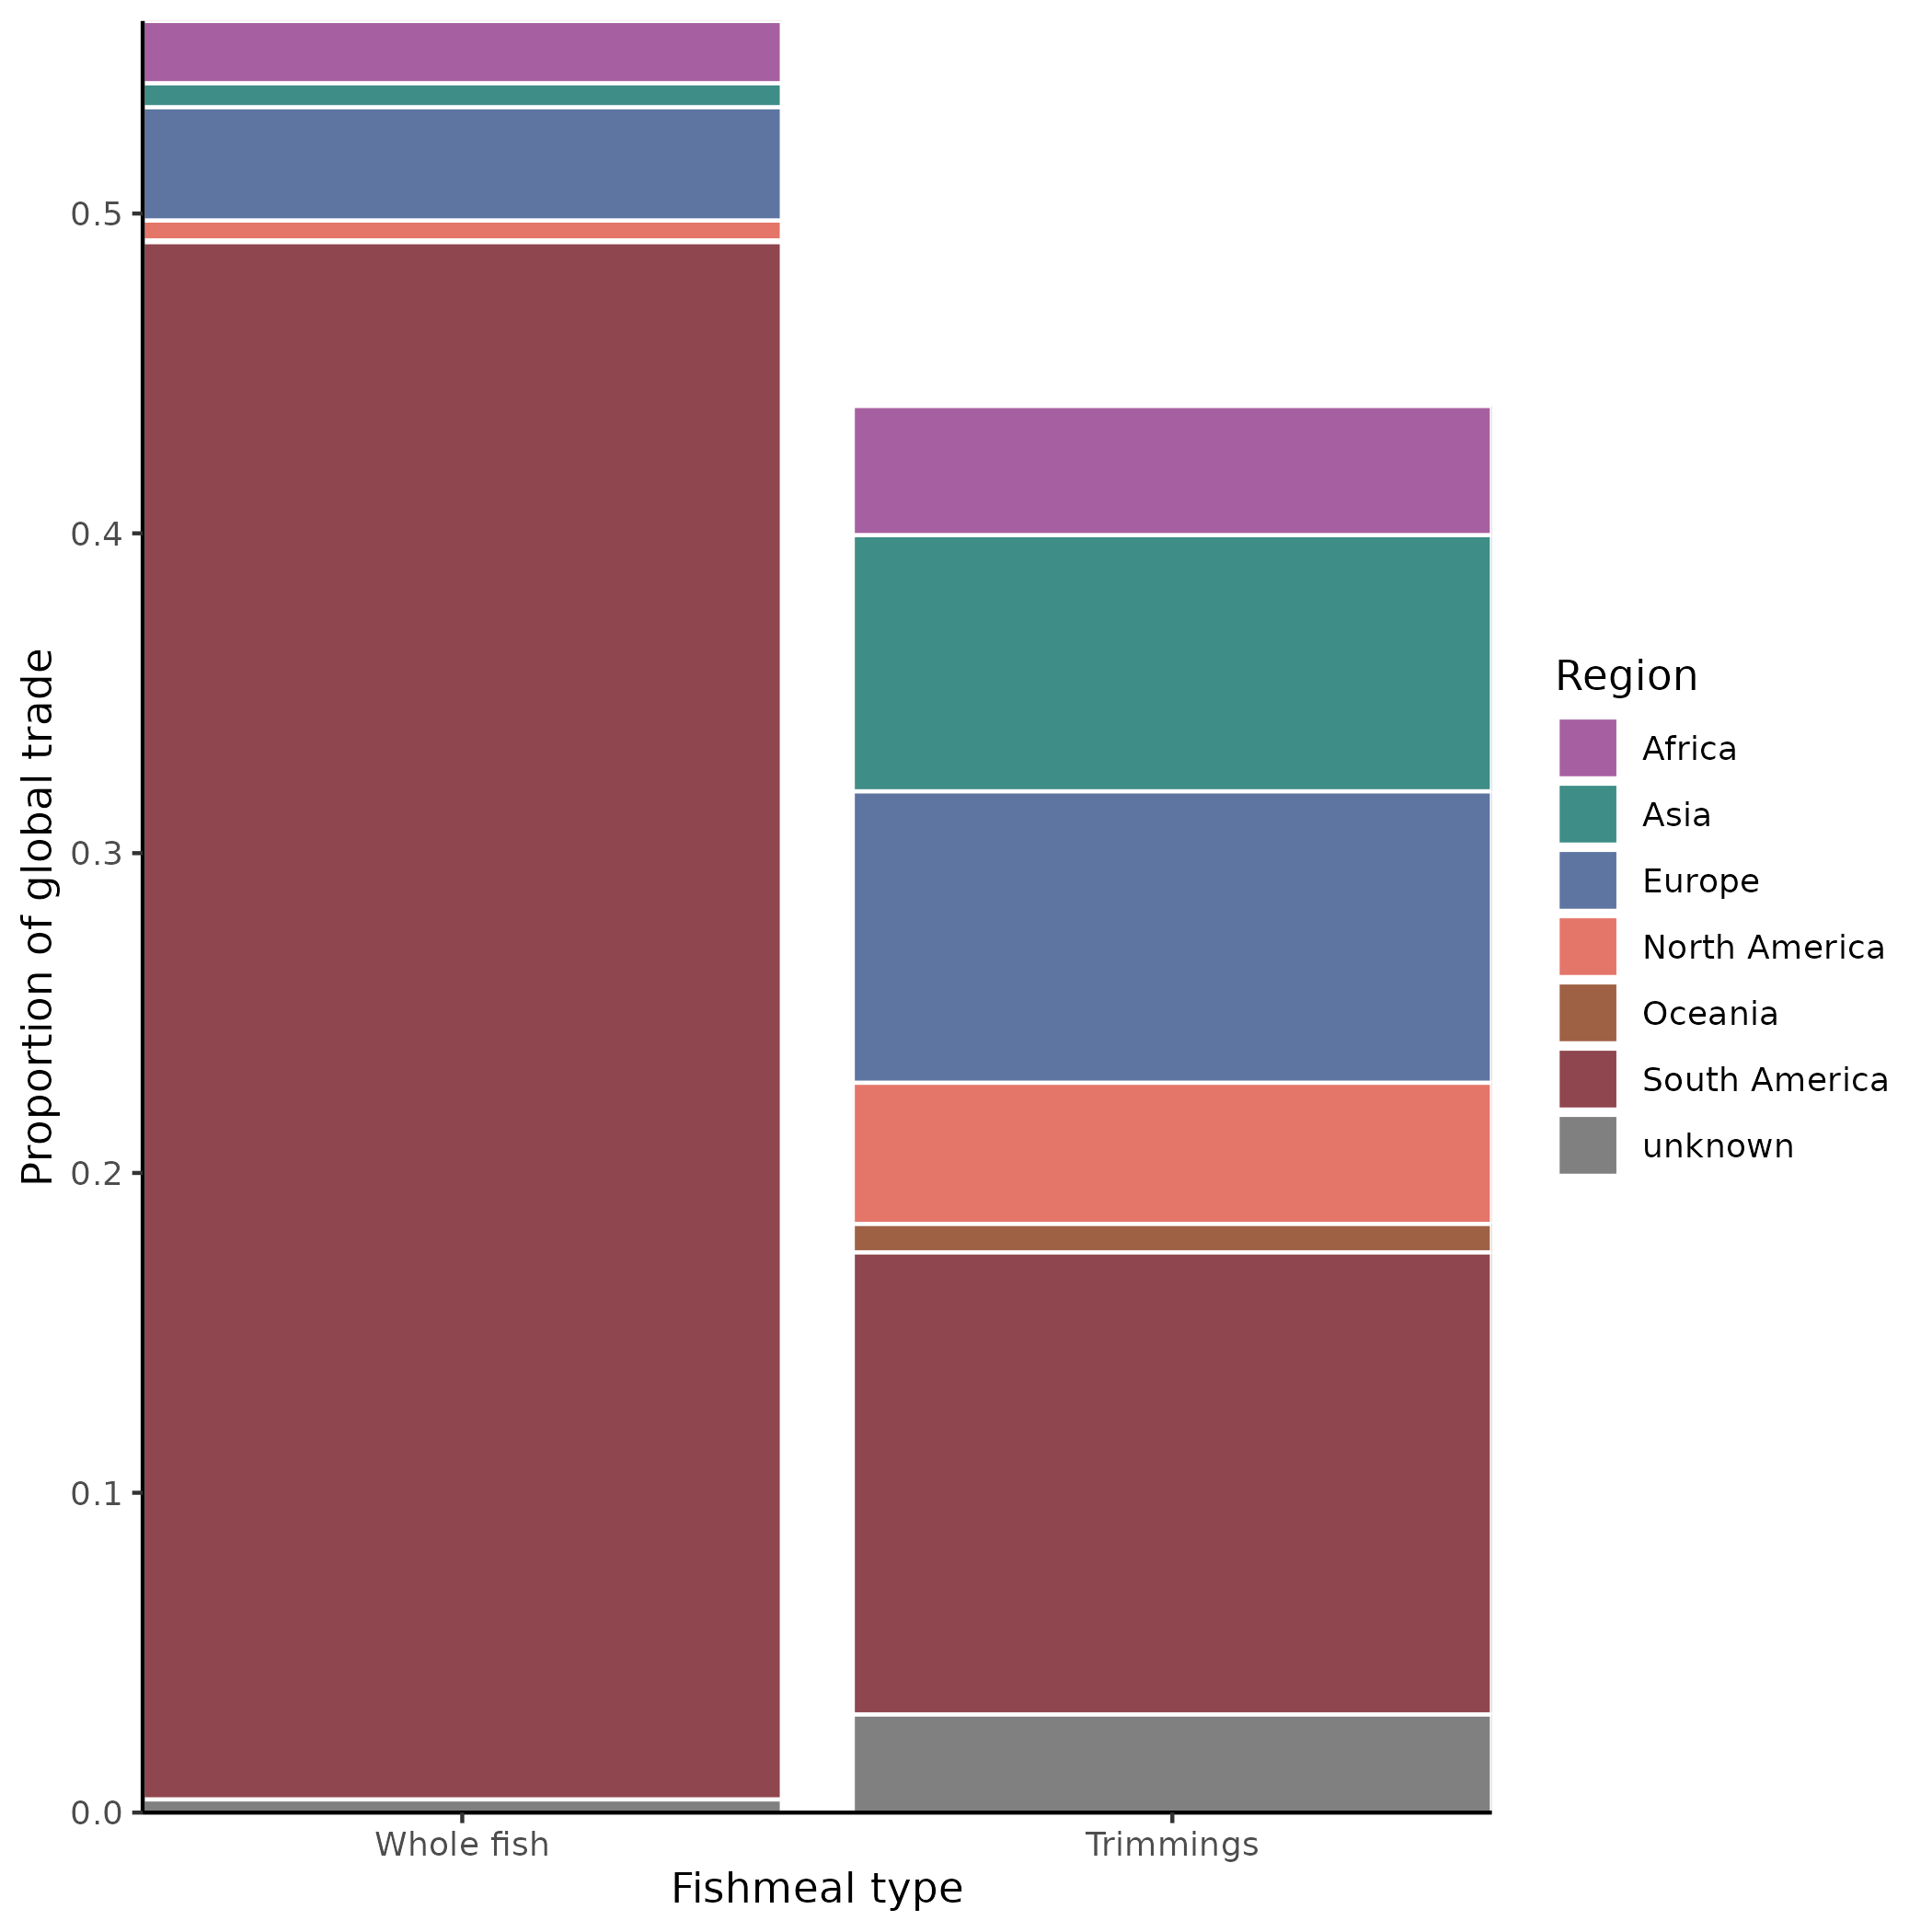 Proportion of global trade
0.5
0.4
0.3
0.2
0.1
0.0
Whole fish
Trimmings
Fishmeal type
Region
Africa
Asia
Europe
North America
Oceania
South America
unknown